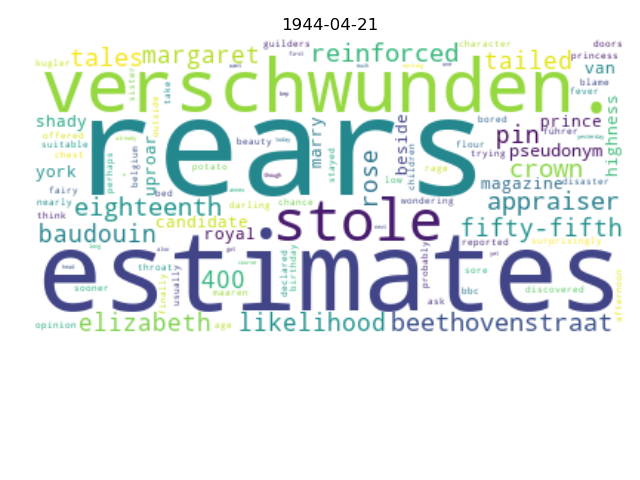 1944-04-21
guilders
character
doors
tales
margaret
reinforced
tailed
princess
kugler
sister
van
blame
verschwunden.
fever
take
outside
shady
prince
highness
offered
suitable
chest
uproar
rears
marry
stayed
rose
beside
children
bored
pin
führer
pseudonym
already
today
yesterday
beauty
flour
trying
york
perhaps
belgium
potato
though
rage
crown
fairy
bed
low
magazine
disaster
nearly
eighteenth
darling
chance
wondering
appraiser
think
candidate
stole
baudouin
royal
fifty-fifth
reported
surprisingly
estimates
throat
declared
birthday
probably
sore
sooner
finally
usually
400
maaren
bbc
discovered
ask
afternoon
opinion
elizabeth
age
likelihood
beethovenstraat